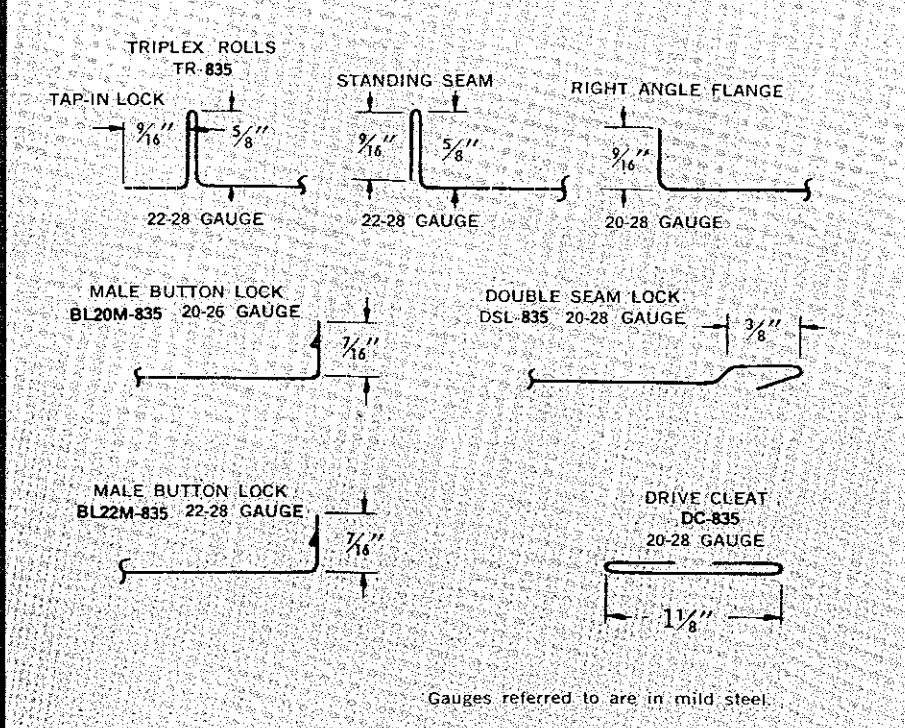 TRIPLEX ROLLS
TR-835
TAP-IN LOCK
9/16"
5/8"
22-28 GAUGE
STANDING SEAM
9/16"
5/8"
22-28 GAUGE
RIGHT ANGLE FLANGE
9/16"
20-28 GAUGE
MALE BUTTON LOCK
BL20M-835 20-26 GAUGE
7/16"
DOUBLE SEAM LOCK
DSL-835 20-28 GAUGE
3/8"
MALE BUTTON LOCK
BL22M-835 22-28 GAUGE
7/16"
DRIVE CLEAT
DC-835
20-28 GAUGE
1 1/8"
Gauges referred to are in mild steel.